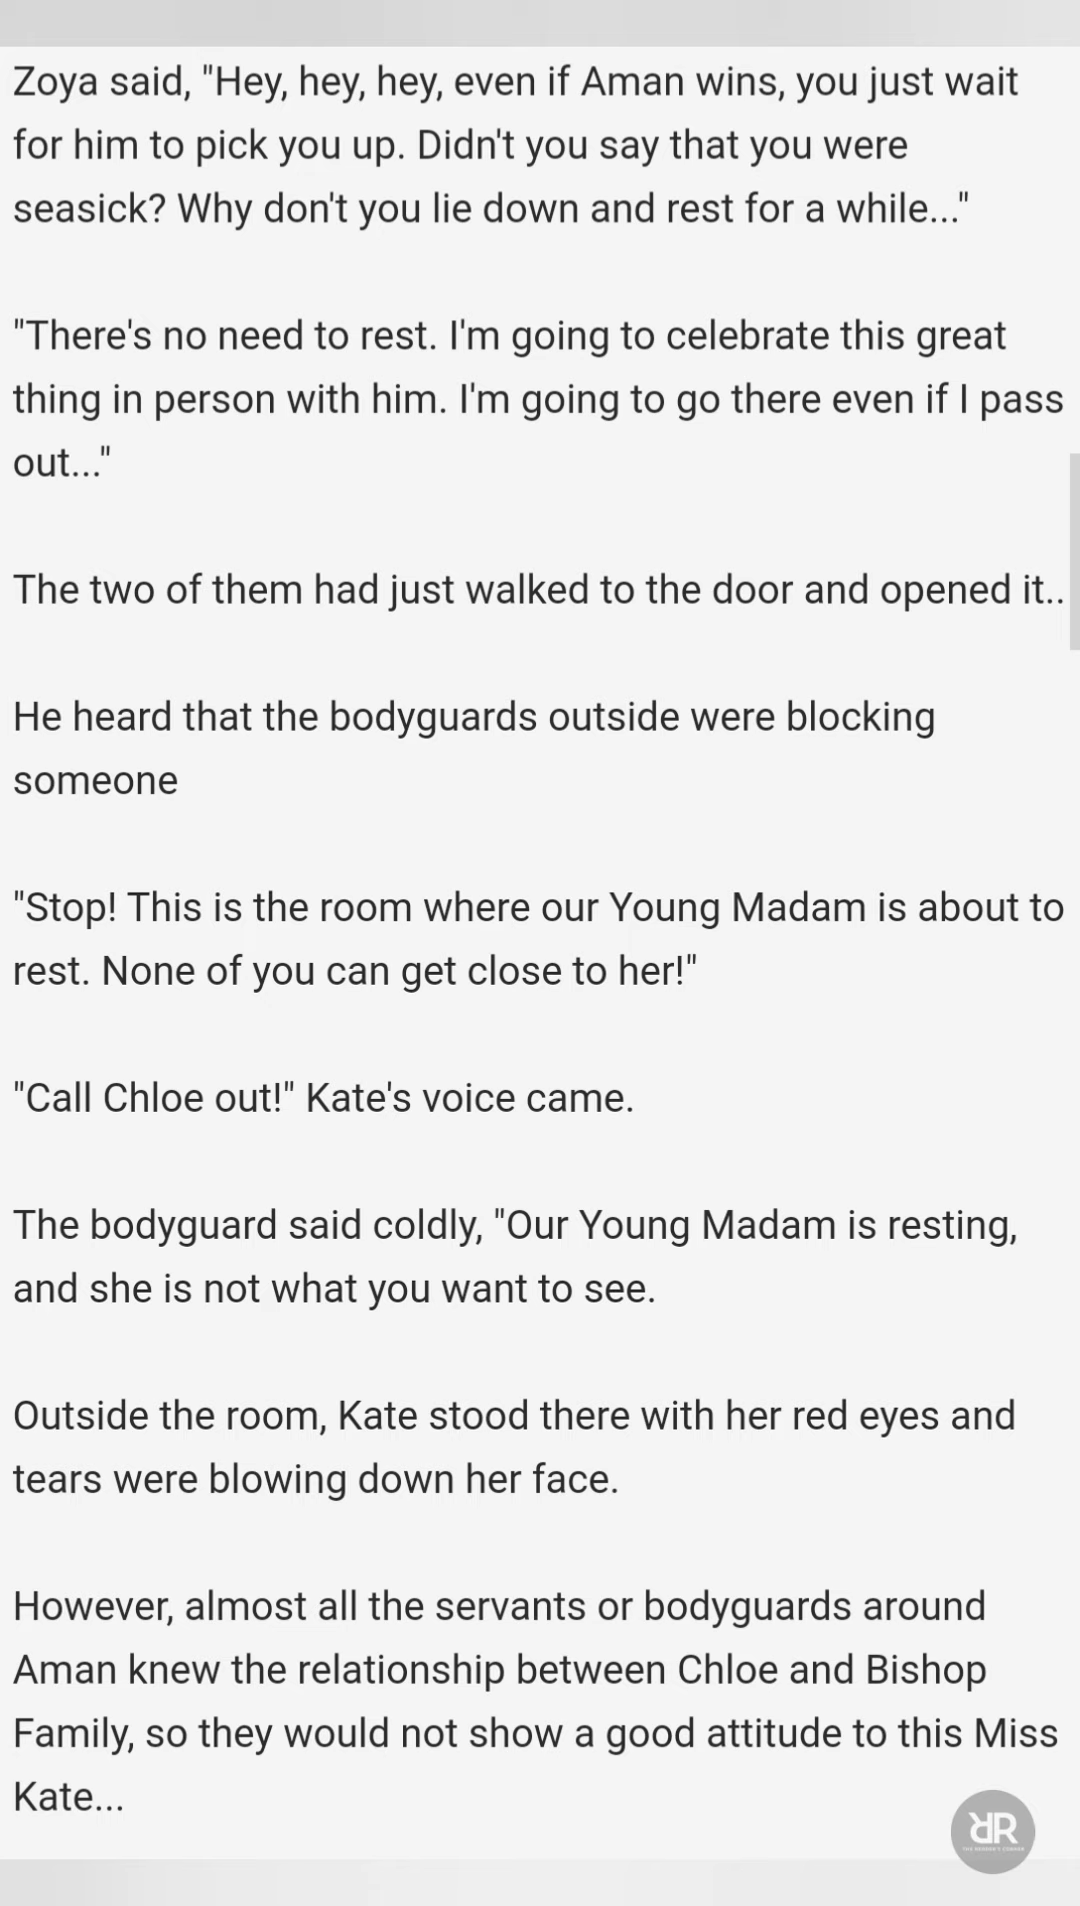 Zoya said, "Hey, hey, hey, even if Aman wins, you just wait
for him to pick you up. Didn't you say that you were
seasick? Why don't you lie down and rest for a while..."
"There's no need to rest. I'm going to celebrate this great
thing in person with him. I'm going to go there even if I pass
out..."
The two of them had just walked to the door and opened it..
He heard that the bodyguards outside were blocking
someone
"Stop! This is the room where our Young Madam is about to
rest. None of you can get close to her!"
"Call Chloe out!" Kate's voice came.
The bodyguard said coldly, "Our Young Madam is resting,
and she is not what you want to see.
Outside the room, Kate stood there with her red eyes and
tears were blowing down her face.
However, almost all the servants or bodyguards around
Aman knew the relationship between Chloe and Bishop
Family, so they would not show a good attitude to this Miss
Kate...
RR
THE READER'S CORNER